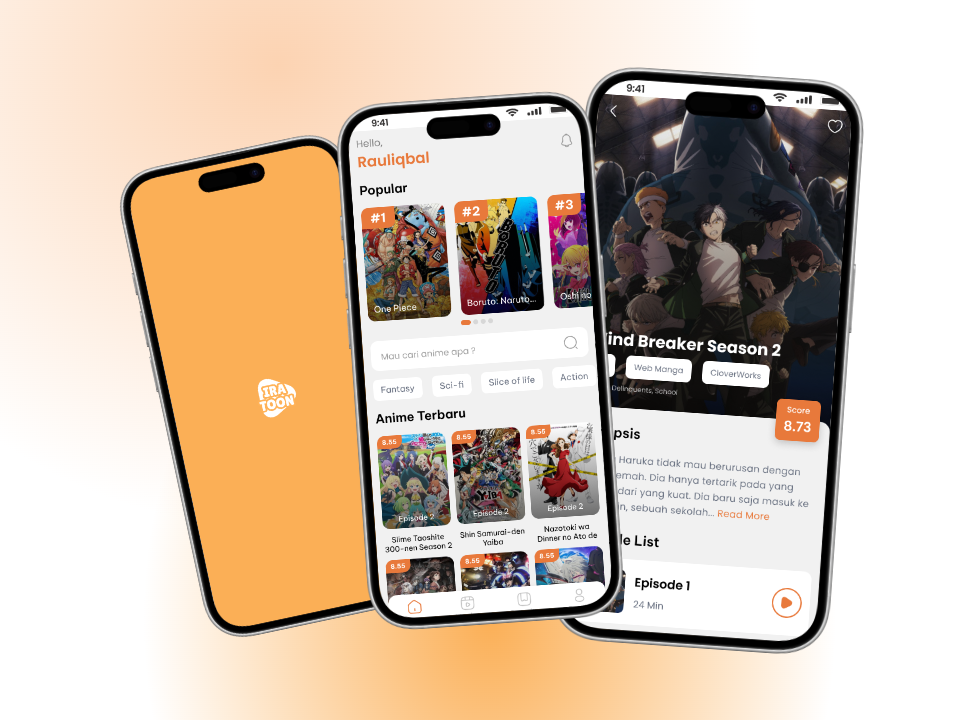 IRA
TOON
9:41
Hello,
Rauliqbal
Popular
#1
#2
#3
One Piece
Boruto: Naruto...
Oshi no
Mau cari anime apa ?
Fantasy
Sci-fi
Slice of life
Action
Anime Terbaru
8.55
8.55
8.55
Episode 2
Episode 2
Episode 2
Slime Taoshite
300-nen Season 2
Shin Samurai-den
Yaiba
Nazotoki wa
Dinner no Ato de
8.55
8.55
8.55
9:41
ind Breaker Season 2
Web Manga
CloverWorks
Delinquents, School
Score
8.73
psis
Haruka tidak mau berurusan dengan
emah. Dia hanya tertarik pada yang
dari yang kuat. Dia baru saja masuk ke
n, sebuah sekolah... Read More
le List
Episode 1
24 Min